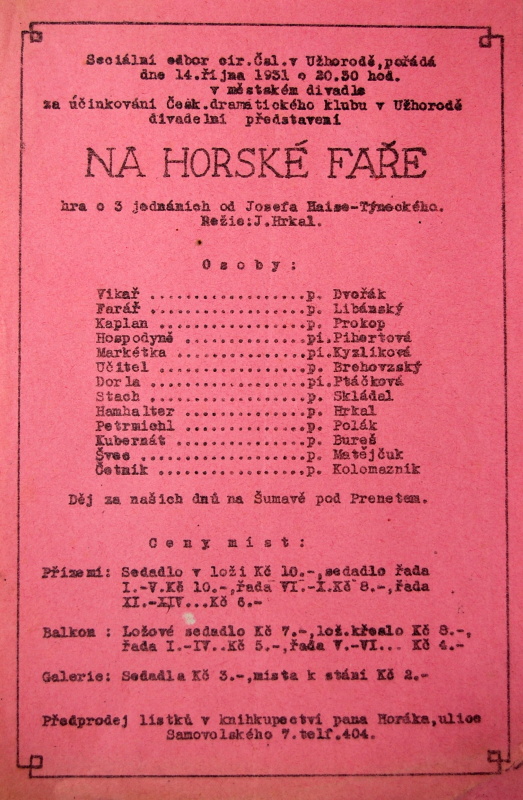 Sociální odbor cír.Čsl.v Užhorodě,pořádá
dne 14.října 1931 o 20.30 hod.
v městském divadle
za účinkování Česk.dramatického klubu v Užhorodě
divadelní představení
NA HORSKÉ FAŘE
hra o 3 jednáních od Josefa Haise-Týneckého.
Režie:J.Hrkal.
O s o b y :
Vikař ......................p. Dvořák
Farář ......................p. Libánský
Kaplan .....................p. Prokop
Hospodyně ..................pí.Pihertová
Markétka ...................pí.Kyzlíková
Učitel .....................p. Brehovzský
Dorla ......................pí.Ptáčková
Stach ......................p. Skládal
Hamhalter ..................p. Hrkal
Petrmichl ..................p. Polák
Kubernát ...................p. Bureš
Švec .......................p. Matějčuk
Četník .....................p. Kolomazník
Děj za našich dnů na Šumavě pod Prenetem.
C e n y m í s t :
Přízemí: Sedadlo v loži Kč 10.-,sedadlo řada
I.-V.Kč 10.-,řada VI.-X.Kč 8.-,řada
XI.-XIV...Kč 6.-
Balkon : Ložové sedadlo Kč 7.-,lož.křeslo Kč 8.-,
řada I.-IV..Kč 5.-,řada V.-VI... Kč 4.-
Galerie: Sedadla Kč 3.-,místa k stání Kč 2.-
Předprodej lístků v knihkupectví pana Horáka,ulice
Samovolského 7.telf.404.